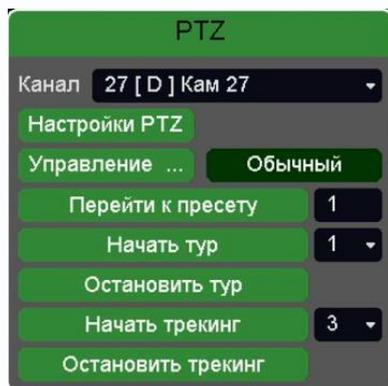 PTZ
Канал 27 [ D ] Кам 27
Настройки PTZ
Управление ... Обычный
Перейти к пресету 1
Начать тур 1
Остановить тур
Начать трекинг 3
Остановить трекинг